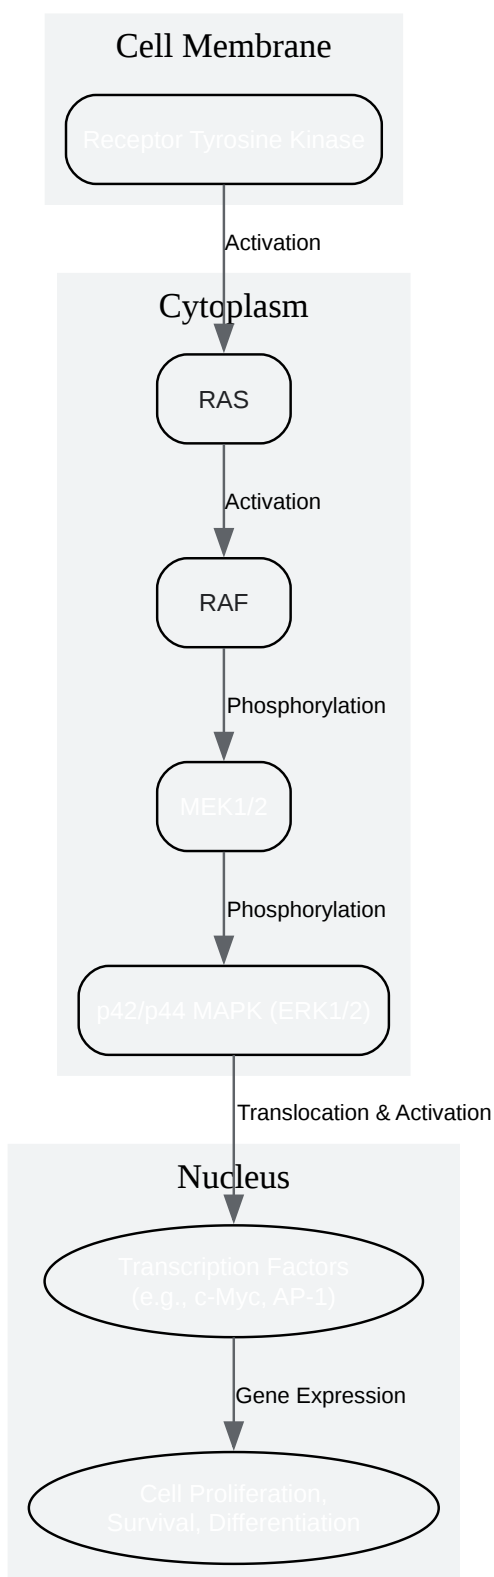 Cell Membrane
Receptor Tyrosine Kinase
Activation
Cytoplasm
RAS
Activation
RAF
Phosphorylation
MEK1/2
Phosphorylation
p42/p44 MAPK (ERK1/2)
Translocation & Activation
Nucleus
Transcription Factors
(e.g., c-Myc, AP-1)
Gene Expression
Cell Proliferation,
Survival, Differentiation